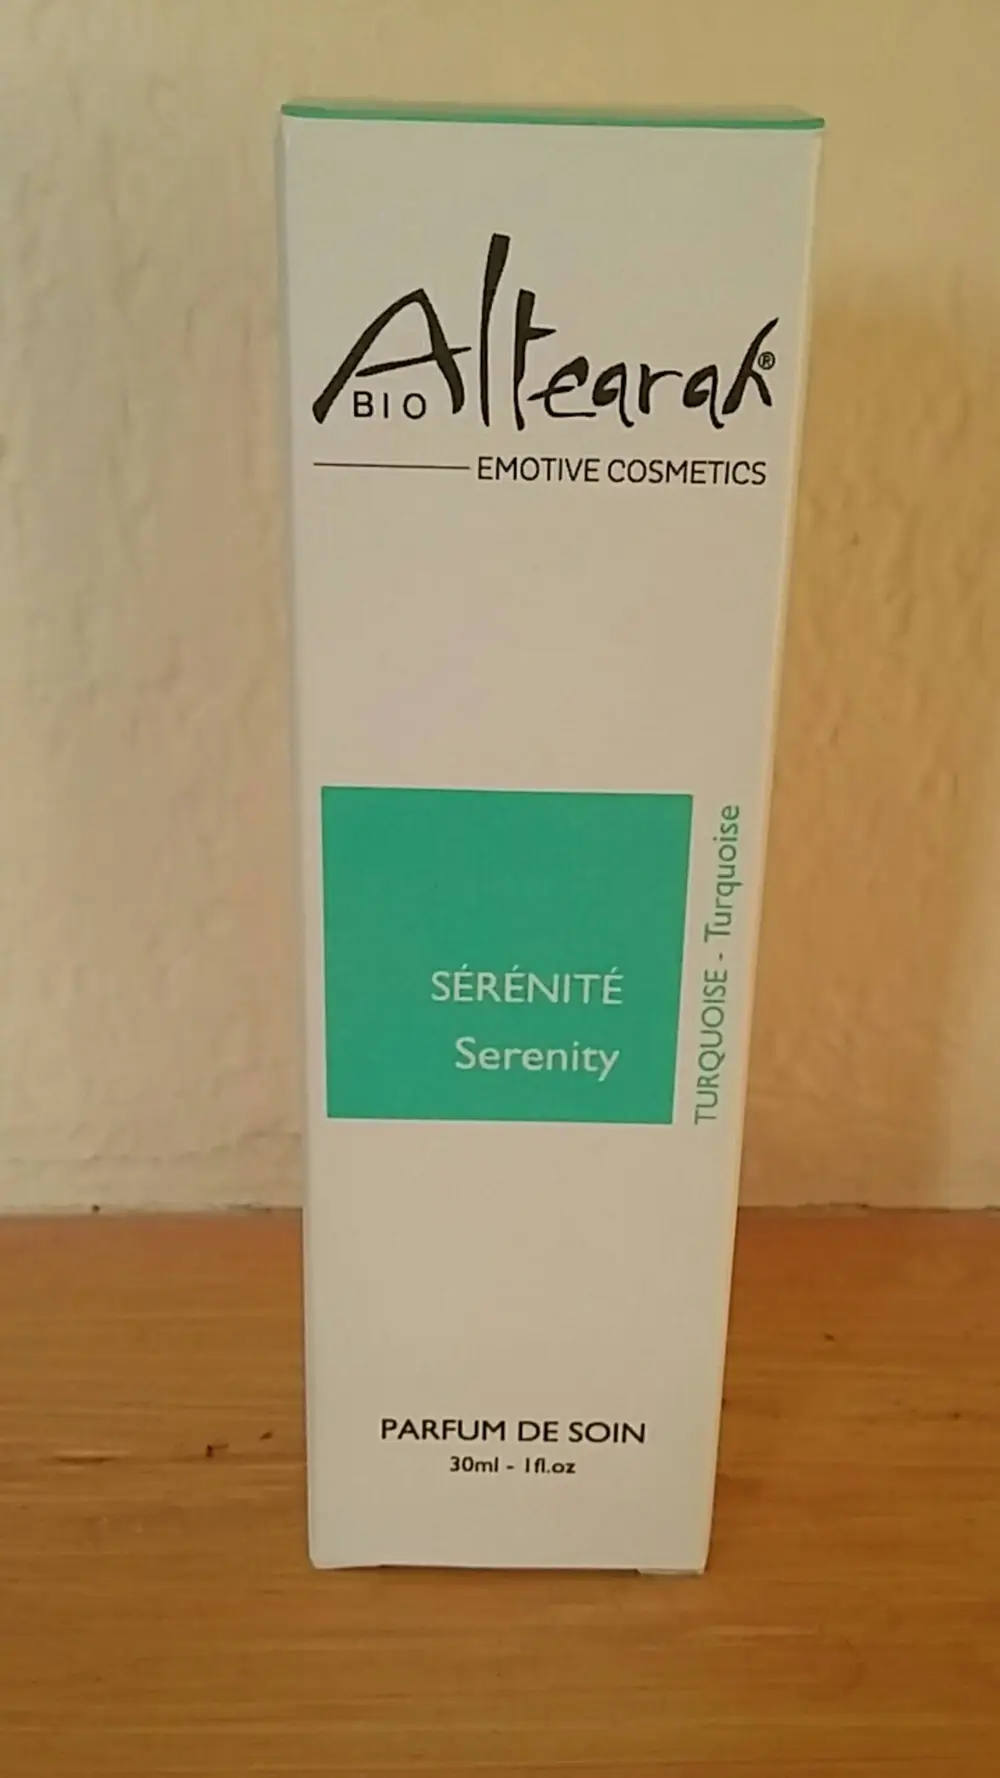 Altearah®
BIO
EMOTIVE COSMETICS
SÉRÉNITÉ
Serenity
TURQUOISE - Turquoise
PARFUM DE SOIN
30ml - 1fl.oz